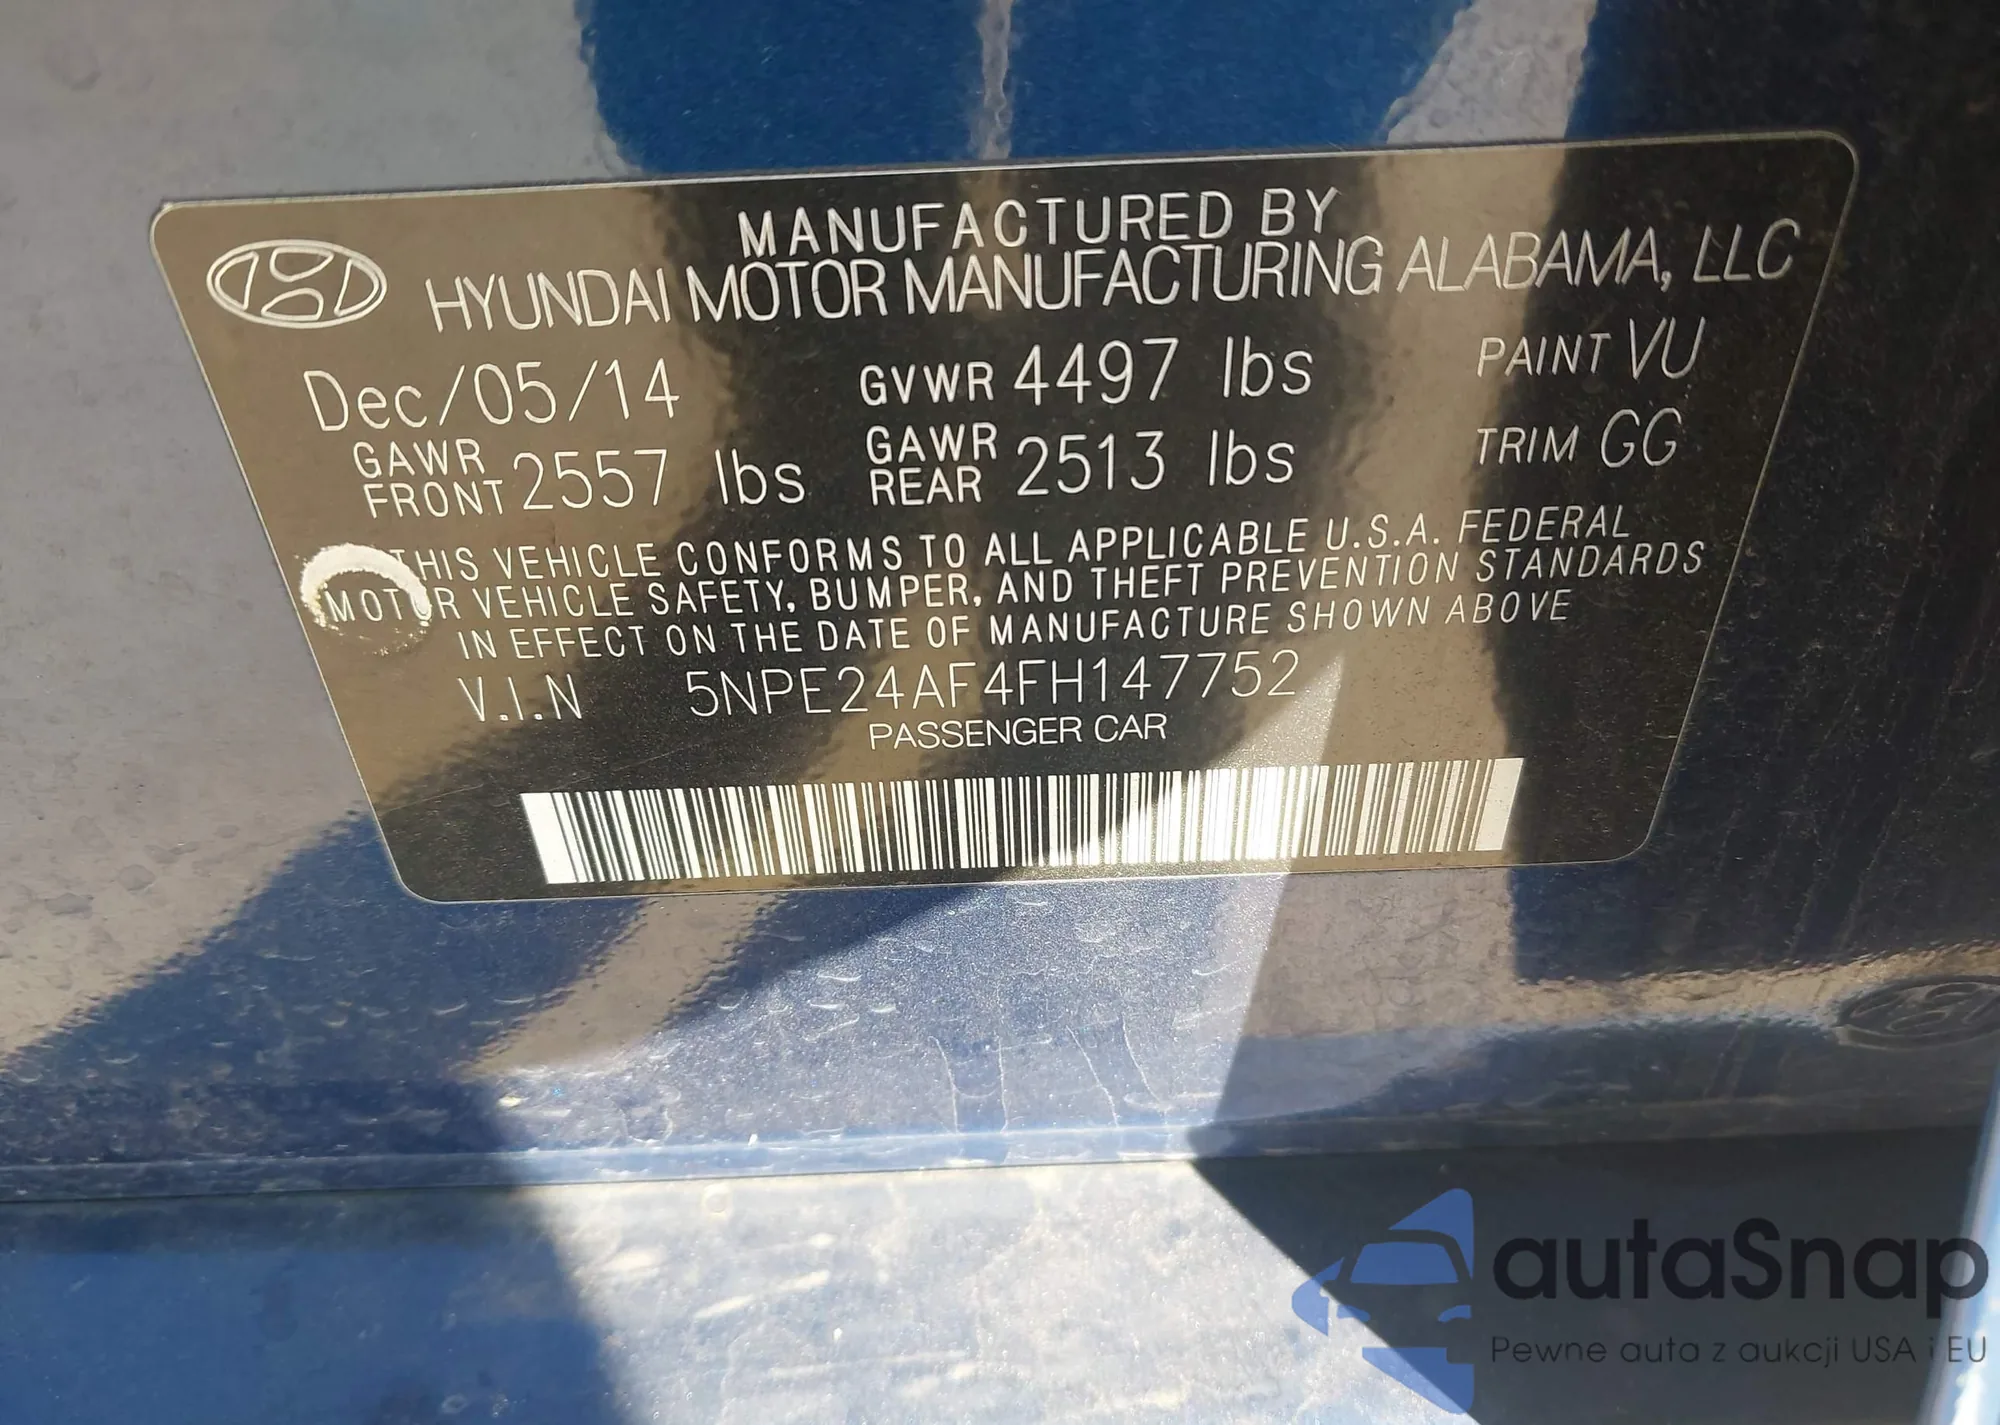 MANUFACTURED BY
HYUNDAI MOTOR MANUFACTURING ALABAMA, LLC
Dec/05/14 GVWR 4497 lbs PAINT VU
GAWR FRONT 2557 lbs GAWR REAR 2513 lbs TRIM GG
THIS VEHICLE CONFORMS TO ALL APPLICABLE U.S.A. FEDERAL
MOTOR VEHICLE SAFETY, BUMPER, AND THEFT PREVENTION STANDARDS
IN EFFECT ON THE DATE OF MANUFACTURE SHOWN ABOVE
V.I.N 5NPE24AF4FH147752
PASSENGER CAR
autaSnap
Pewne auta z aukcji USA i EU